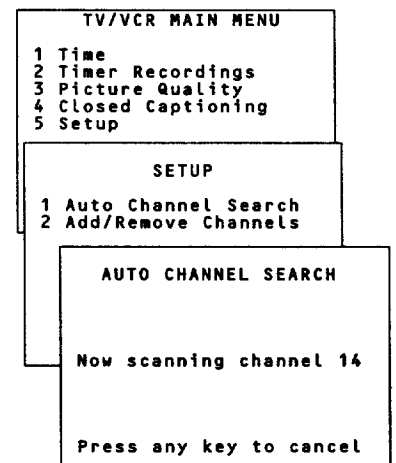 TV/VCR MAIN MENU
1 Time
2 Timer Recordings
3 Picture Quality
4 Closed Captioning
5 Setup
SETUP
1 Auto Channel Search
2 Add/Remove Channels
AUTO CHANNEL SEARCH
Now scanning channel 14
Press any key to cancel